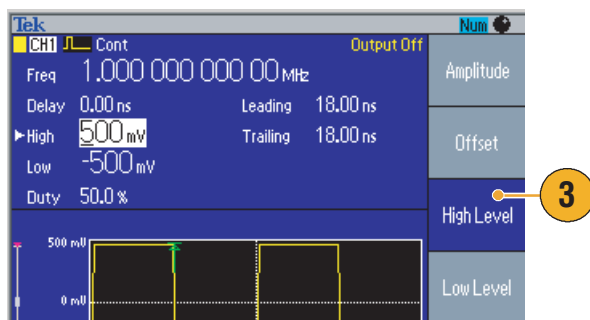 Tek Num
CH1 Cont Output Off
Freq 1.000 000 000 00 MHz
Delay 0.00 ns Leading 18.00 ns
High 500 mV Trailing 18.00 ns
Low -500 mV
Duty 50.0 %
500 mV
0 mV
Amplitude
Offset
High Level
Low Level
3